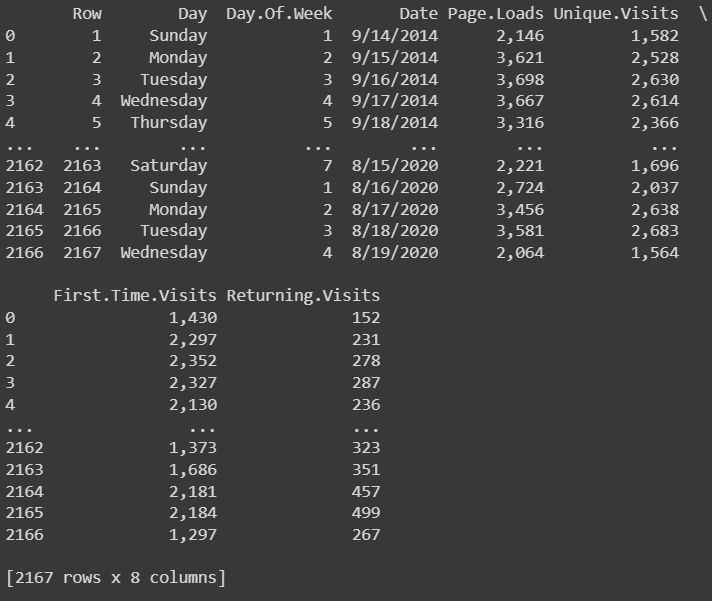 Row Day Day.Of.Week Date Page.Loads Unique.Visits \
0 1 Sunday 1 9/14/2014 2,146 1,582
1 2 Monday 2 9/15/2014 3,621 2,528
2 3 Tuesday 3 9/16/2014 3,698 2,630
3 4 Wednesday 4 9/17/2014 3,667 2,614
4 5 Thursday 5 9/18/2014 3,316 2,366
... ... ... ... ... ... ...
2162 2163 Saturday 7 8/15/2020 2,221 1,696
2163 2164 Sunday 1 8/16/2020 2,724 2,037
2164 2165 Monday 2 8/17/2020 3,456 2,638
2165 2166 Tuesday 3 8/18/2020 3,581 2,683
2166 2167 Wednesday 4 8/19/2020 2,064 1,564
First.Time.Visits Returning.Visits
0 1,430 152
1 2,297 231
2 2,352 278
3 2,327 287
4 2,130 236
... ... ...
2162 1,373 323
2163 1,686 351
2164 2,181 457
2165 2,184 499
2166 1,297 267
[2167 rows x 8 columns]